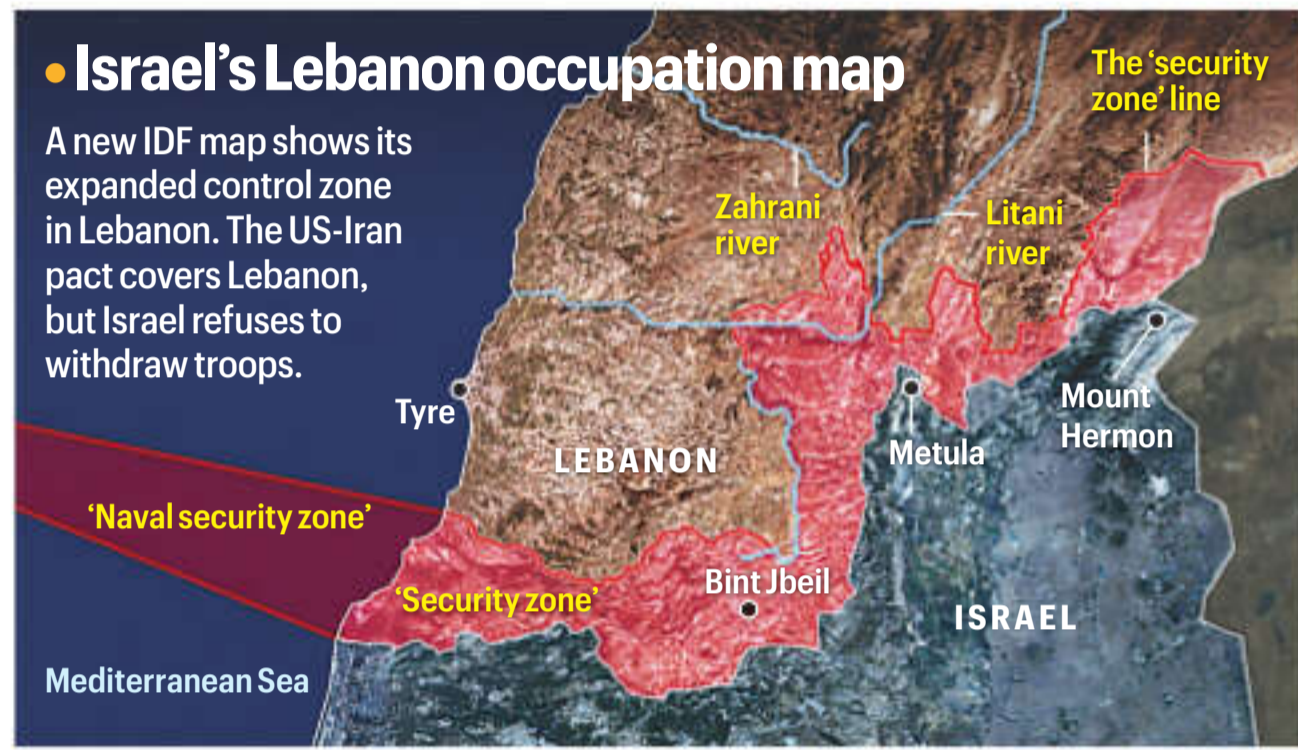 • Israel's Lebanon occupation map
A new IDF map shows its
expanded control zone
in Lebanon. The US-Iran
pact covers Lebanon,
but Israel refuses to
withdraw troops.
The ‘security
zone’ line
Zahrani
river
Litani
river
Tyre
Mount
Hermon
Metula
LEBANON
‘Naval security zone’
‘Security zone’
Bint Jbeil
ISRAEL
Mediterranean Sea